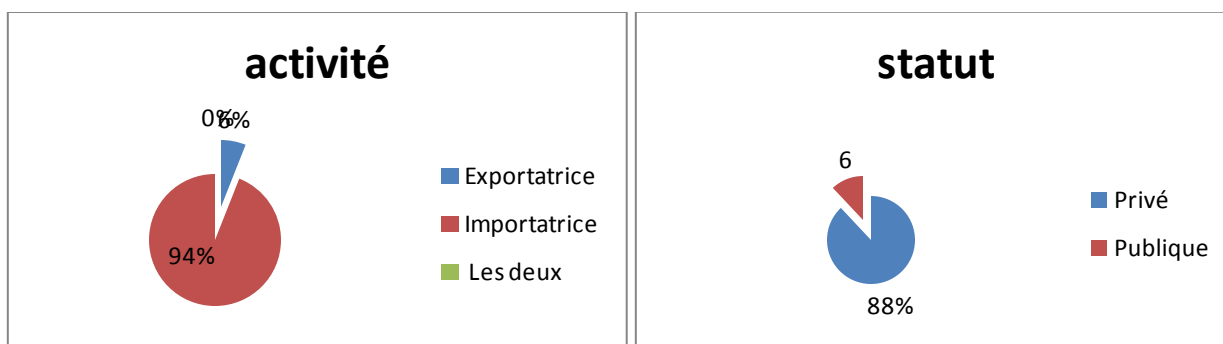 activité
0%
6%
94%
Exportatrice
Importatrice
Les deux
statut
6
88%
Privé
Publique